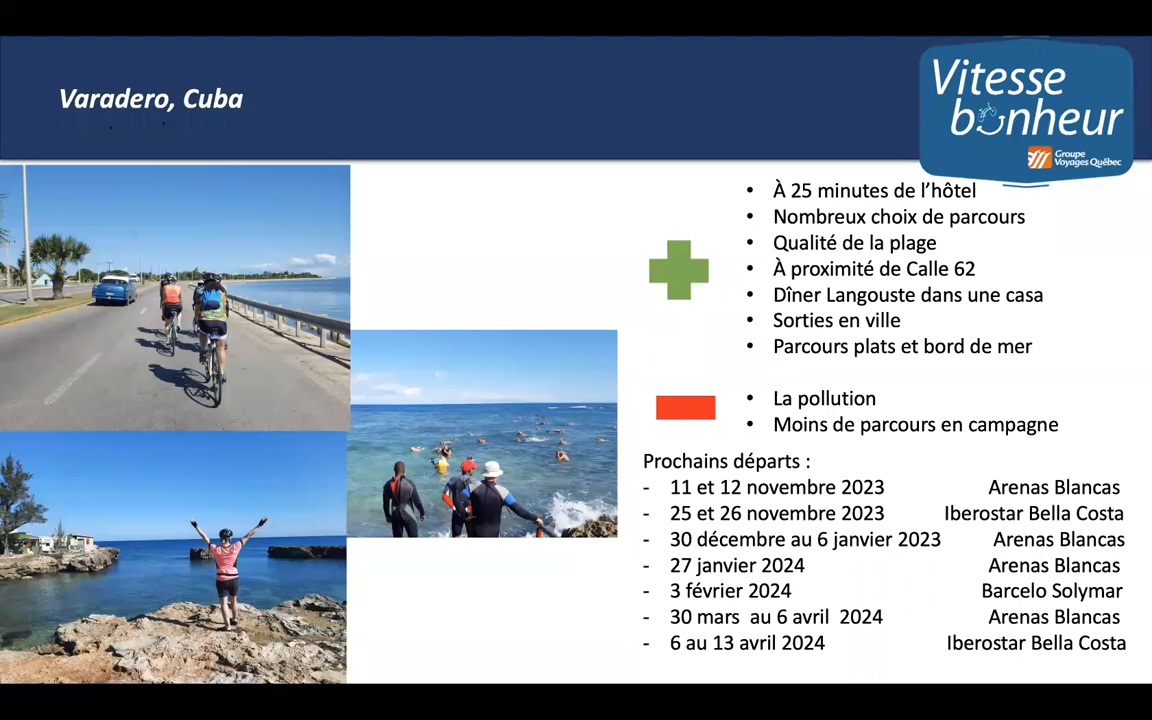 Varadero, Cuba
Vitesse
bonheur
Groupe
Voyages Québec
• À 25 minutes de l'hôtel
• Nombreux choix de parcours
• Qualité de la plage
• À proximité de Calle 62
• Dîner Langouste dans une casa
• Sorties en ville
• Parcours plats et bord de mer
• La pollution
• Moins de parcours en campagne
Prochains départs :
- 11 et 12 novembre 2023 Arenas Blancas
- 25 et 26 novembre 2023 Iberostar Bella Costa
- 30 décembre au 6 janvier 2023 Arenas Blancas
- 27 janvier 2024 Arenas Blancas
- 3 février 2024 Barcelo Solymar
- 30 mars au 6 avril 2024 Arenas Blancas
- 6 au 13 avril 2024 Iberostar Bella Costa